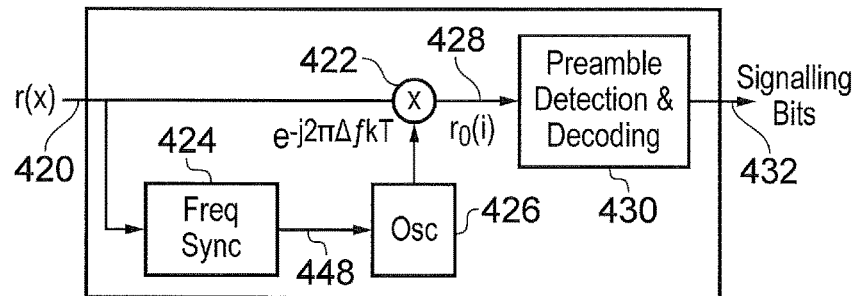 422
428
r(x)
X
Preamble
Detection &
Decoding
Signalling
Bits
420
424
e-j2πΔfkT
r0(i)
432
430
Freq
Sync
448
Osc
426